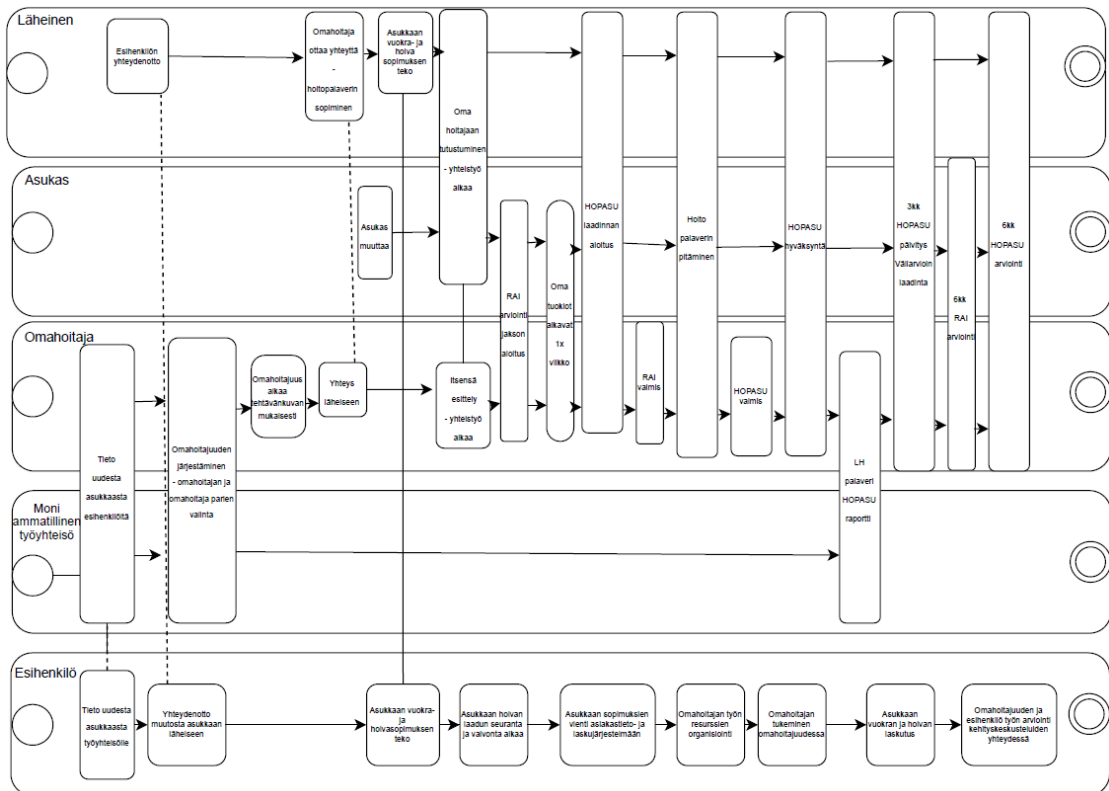 Läheinen
Esihenkilön
yhteydenotto
Omahoitaja
ottaa yhteyttä
-
hoitopalaverin
sopiminen
Asukkaan
vuokra- ja
hoiva
sopimuksen
teko
Oma
hoitajaan
tutustuminen
- yhteistyö
alkaa
HOPASU
laadinnan
aloitus
Hoito
palaverin
pitäminen
HOPASU
hyväksyntä
3kk
HOPASU
päivitys
Väliarvioin
laadinta
6kk
HOPASU
arviointi
Asukas
Asukas
muuttaa
RAI
arviointi
jakson
aloitus
Oma
tuokiot
alkavat
1x
viikko
6kk
RAI
arviointi
Omahoitaja
Tieto
uudesta
asukkaasta
esihenkilöitä
Omahoitajuuden
järjestäminen
- omahoitajan ja
omahoitaja parien
valinta
Omahoitajuus
alkaa
tehtävänkuvan
mukaisesti
Yhteys
läheiseen
Itsensä
esittely
- yhteistyö
alkaa
RAI
valmis
HOPASU
valmis
LH
palaveri
HOPASU
raportti
Moni
ammatillinen
työyhteisö
Esihenkilö
Tieto uudesta
asukkaasta
työyhteisölle
Yhteydenotto
muutosta asukkaan
läheiseen
Asukkaan vuokra-
ja
hoivasopimuksen
teko
Asukkaan hoivan
laadun seuranta
ja valvonta alkaa
Asukkaan sopimuksien
vienti asiakastieto- ja
laskujärjestelmään
Omahoitajan työn
resurssien
organisointi
Omahoitajan
tukeminen
omahoitajuudessa
Asukkaan
vuokran ja hoivan
laskutus
Omahoitajuuden ja
esihenkilö työn arviointi
kehityskeskusteluiden
yhteydessä